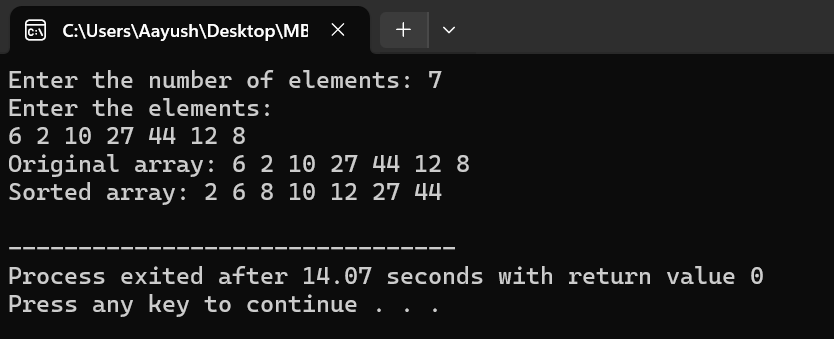 C:\Users\Aayush\Desktop\MB
Enter the number of elements: 7
Enter the elements:
6 2 10 27 44 12 8
Original array: 6 2 10 27 44 12 8
Sorted array: 2 6 8 10 12 27 44
--------------------------------
Process exited after 14.07 seconds with return value 0
Press any key to continue . . .